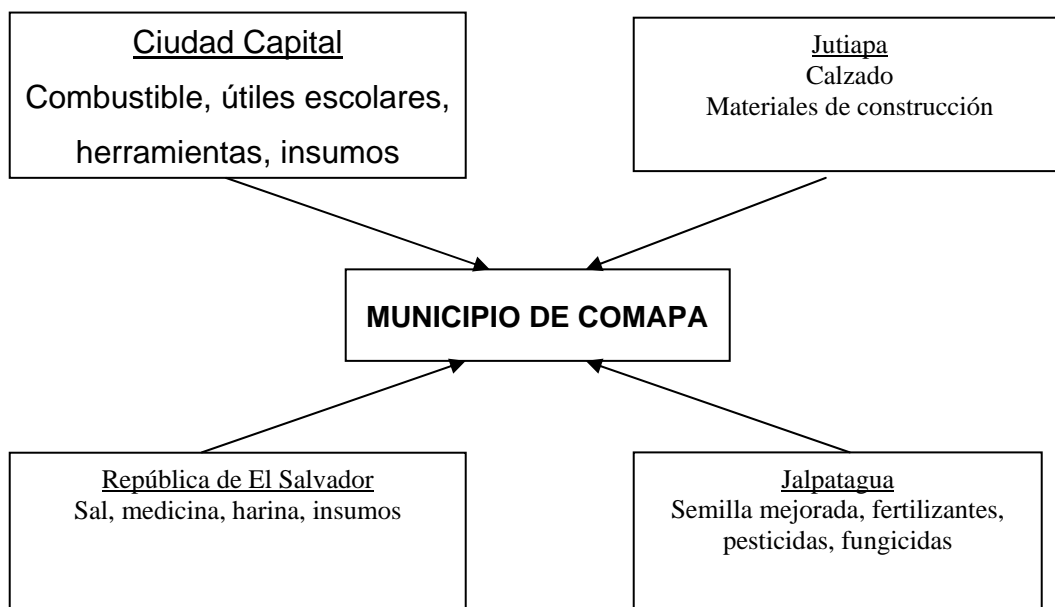 Ciudad Capital
Combustible, útiles escolares,
herramientas, insumos
Jutiapa
Calzado
Materiales de construcción
MUNICIPIO DE COMAPA
República de El Salvador
Sal, medicina, harina, insumos
Jalpatagua
Semilla mejorada, fertilizantes,
pesticidas, fungicidas